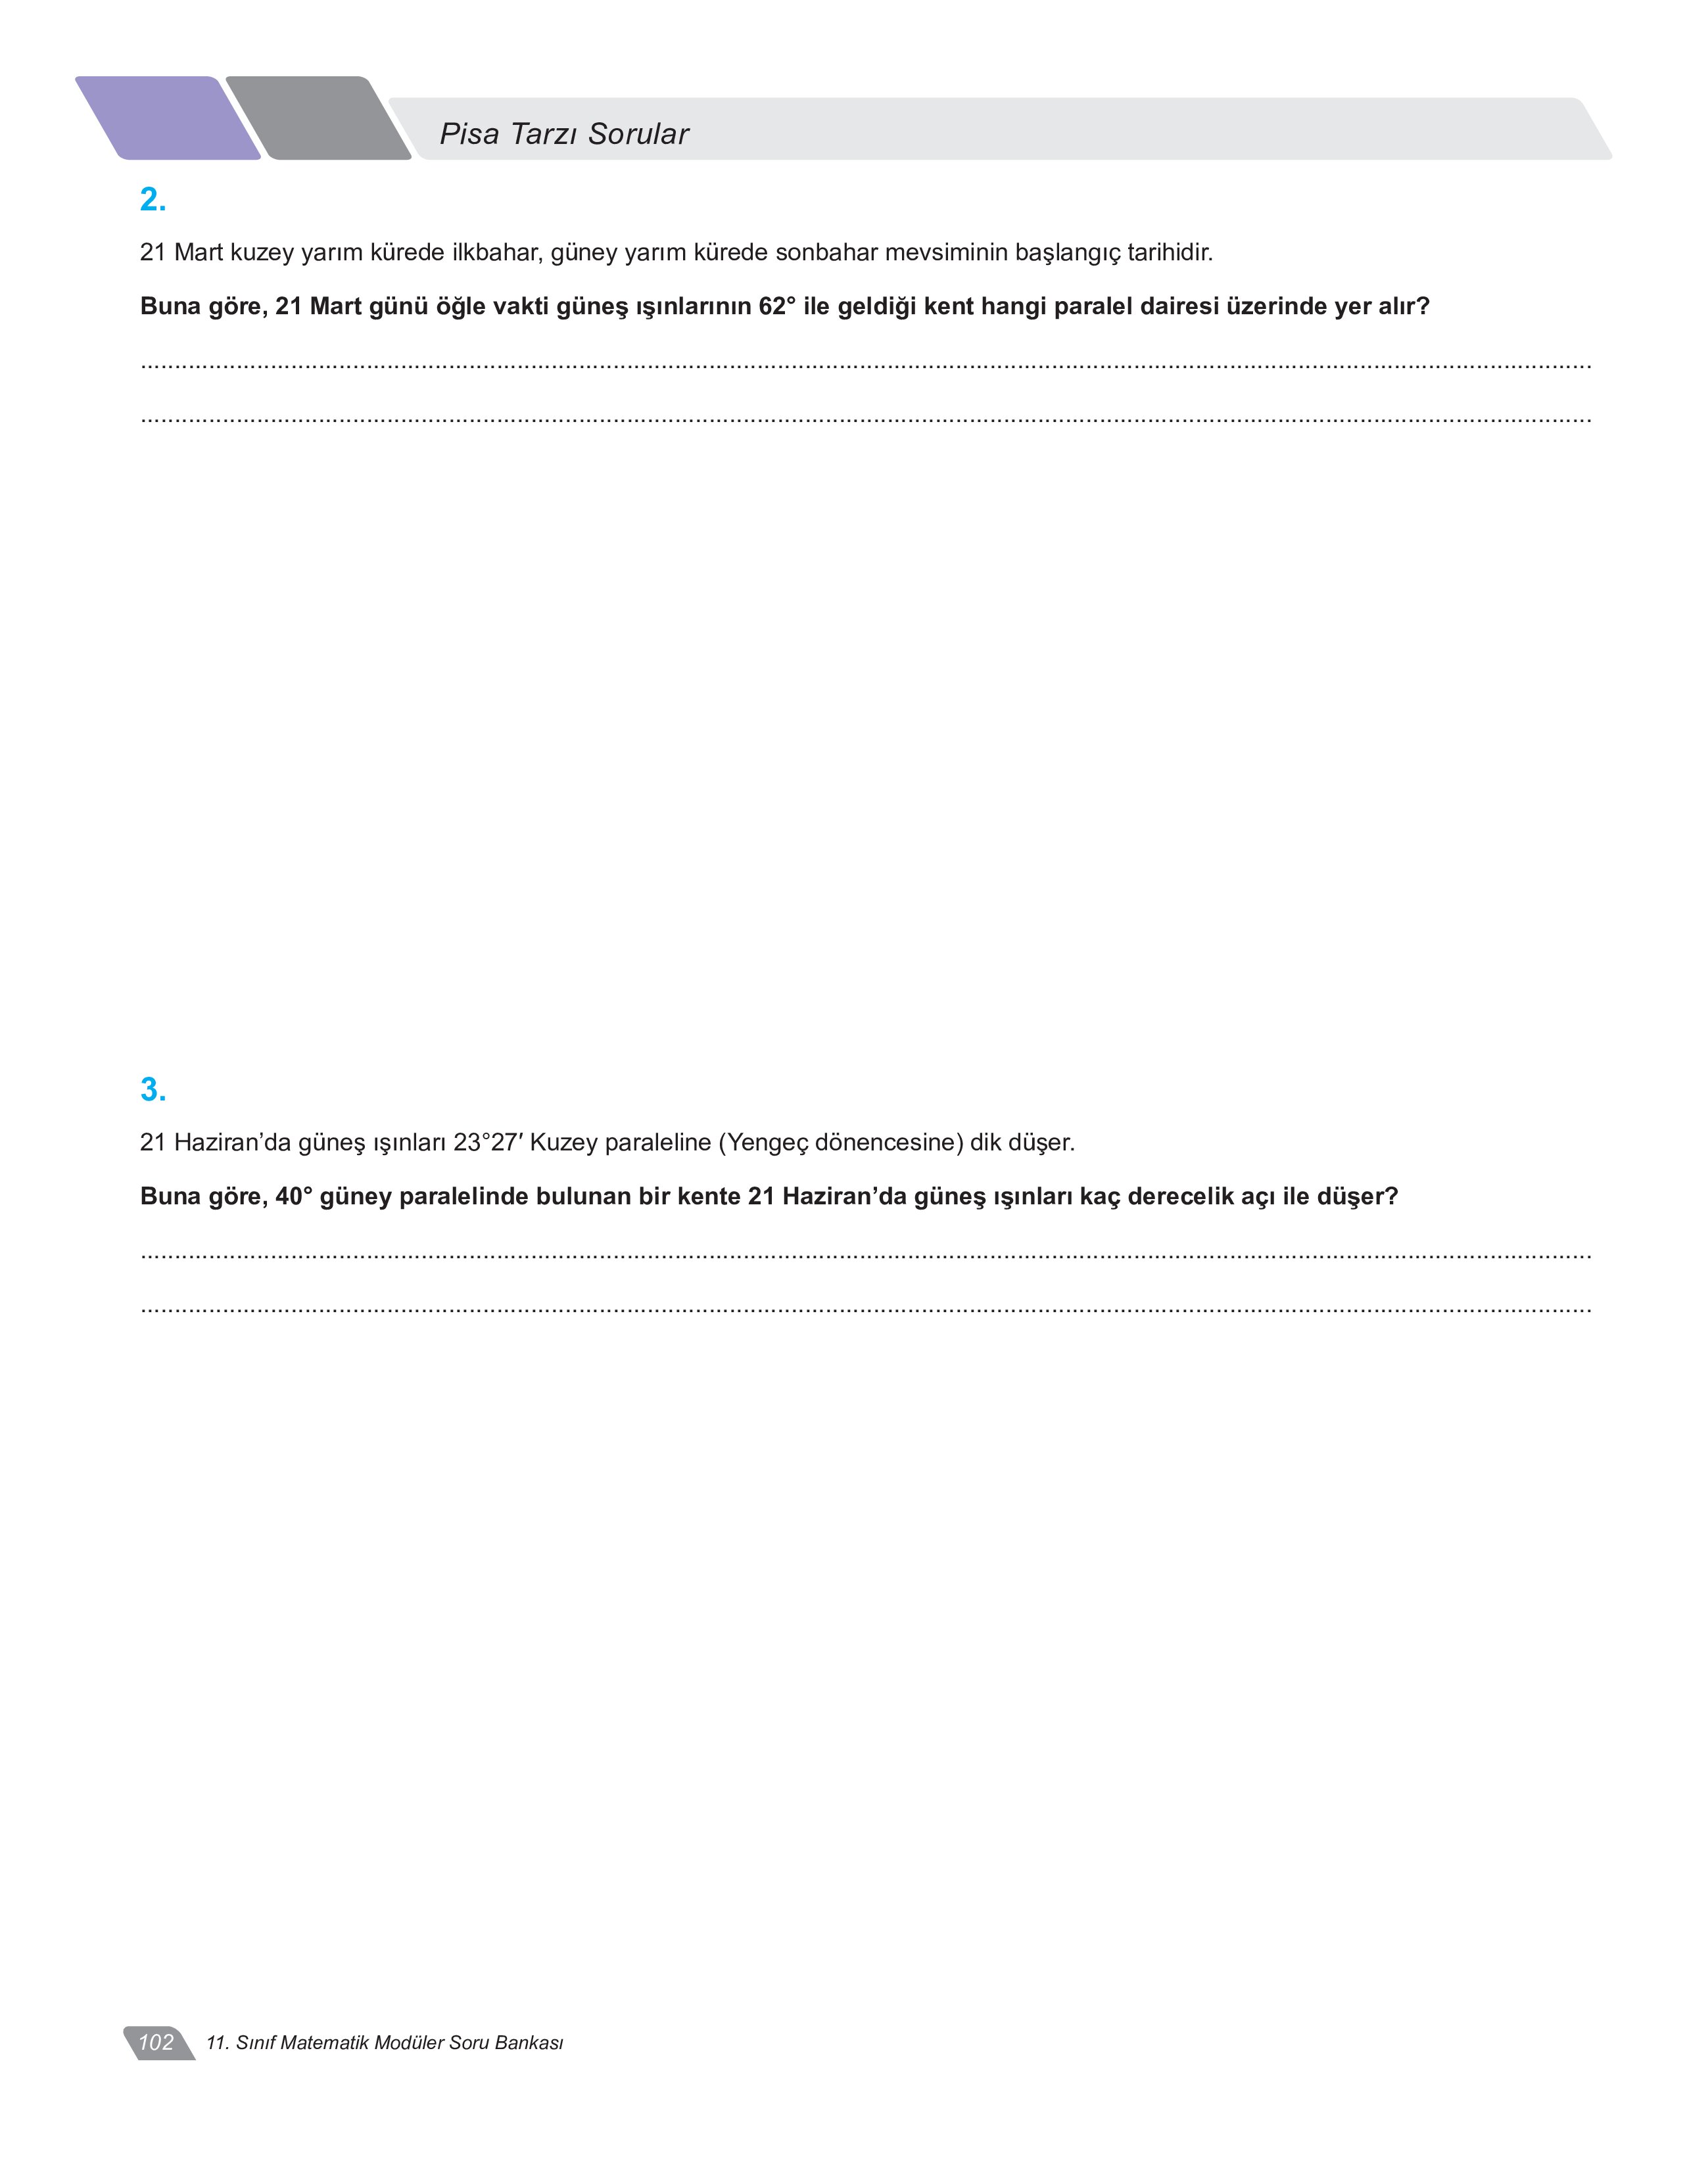 Pisa Tarzı Sorular
2.
21 Mart kuzey yarım kürede ilkbahar, güney yarım kürede sonbahar mevsiminin başlangıç tarihidir.
Buna göre, 21 Mart günü öğle vakti güneş ışınlarının 62° ile geldiği kent hangi paralel dairesi üzerinde yer alır?
3.
21 Haziran’da güneş ışınları 23°27′ Kuzey paraleline (Yengeç dönencesine) dik düşer.
Buna göre, 40° güney paralelinde bulunan bir kente 21 Haziran’da güneş ışınları kaç derecelik açı ile düşer?
102 11. Sınıf Matematik Modüler Soru Bankası